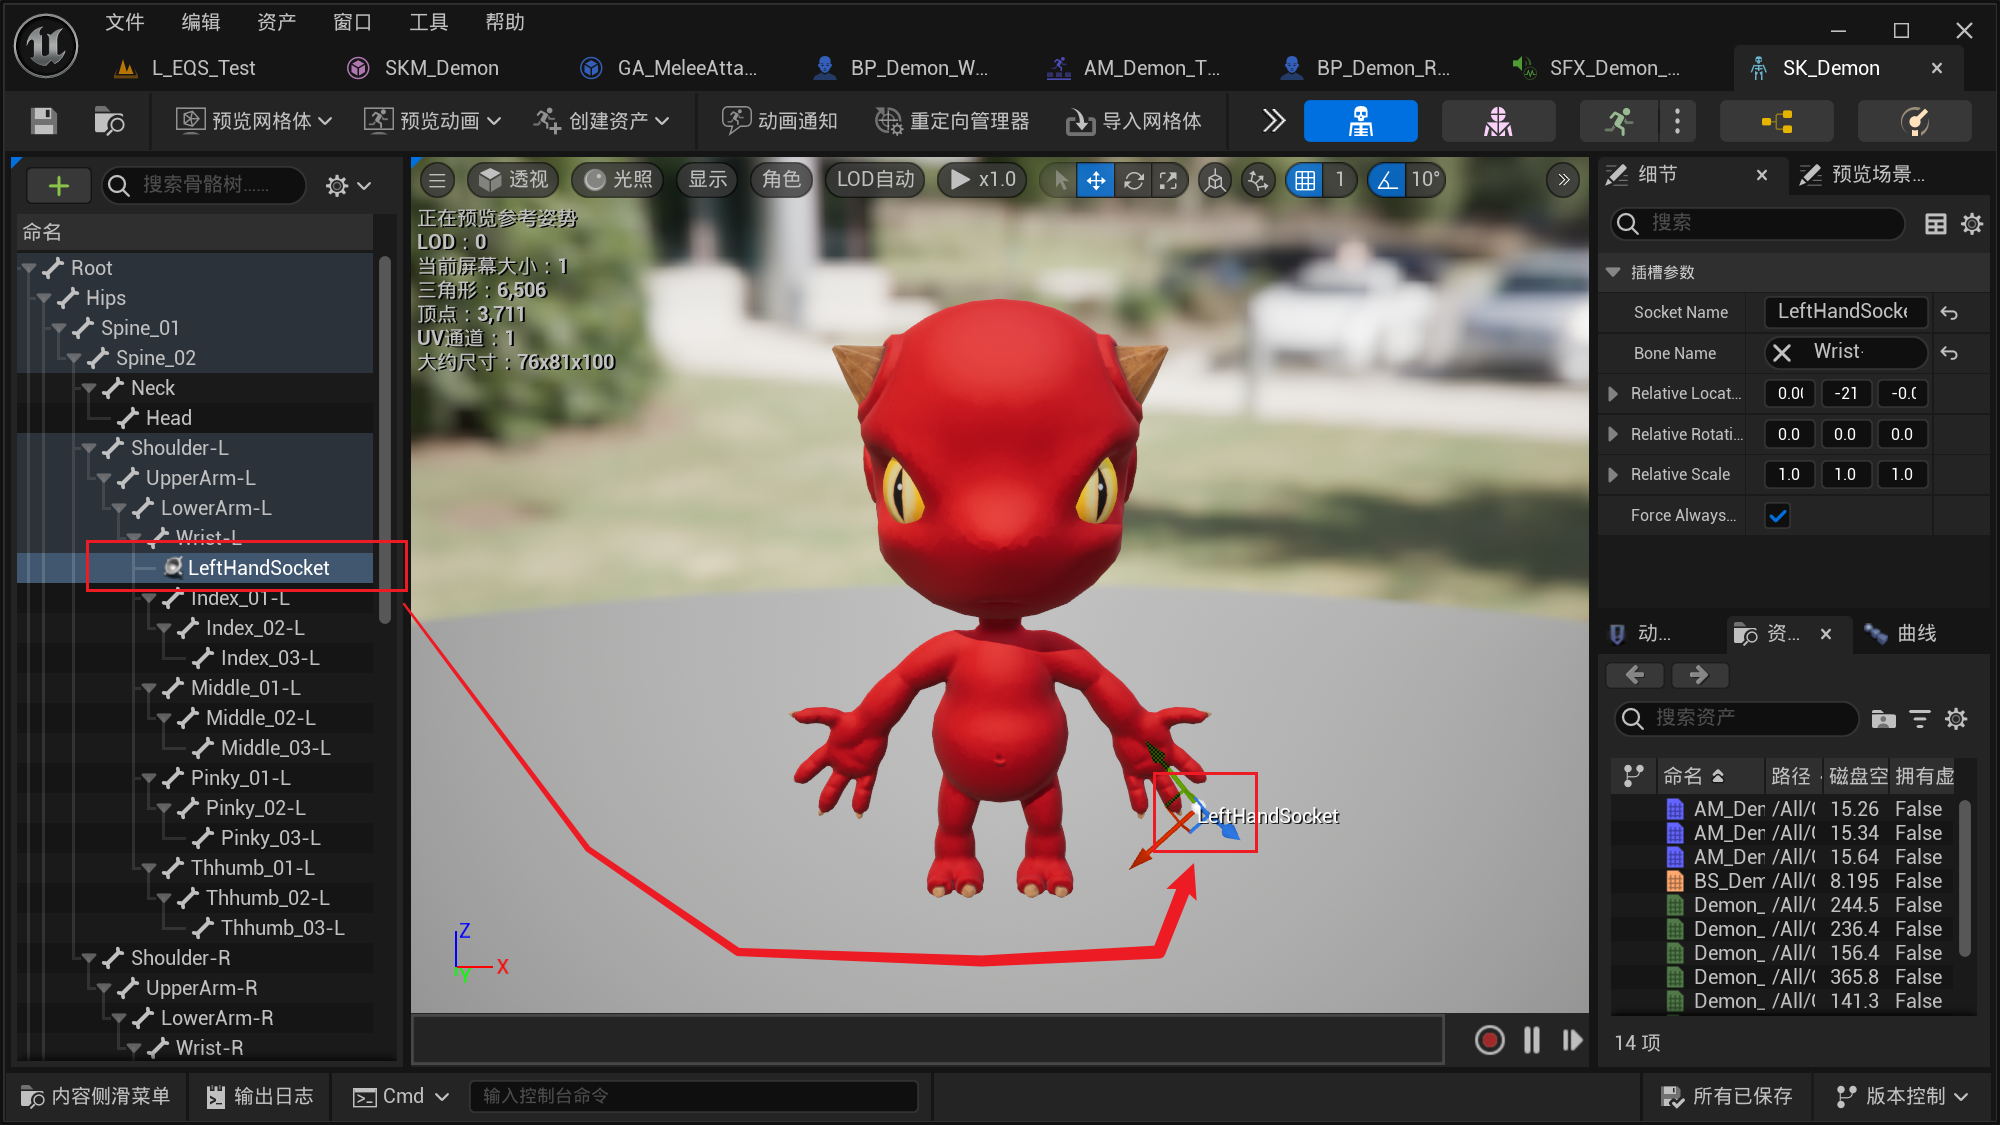 文件 编辑 资产 窗口 工具 帮助
L_EQS_Test SKM_Demon GA_MeleeAtta... BP_Demon_W... AM_Demon_T... BP_Demon_R... SFX_Demon_... SK_Demon
预览网格体 预览动画 创建资产 动画通知 重定向管理器 导入网格体
搜索骨骼树......
命名
Root
Hips
Spine_01
Spine_02
Neck
Head
Shoulder-L
UpperArm-L
LowerArm-L
Wrist-L
LeftHandSocket
Index_01-L
Index_02-L
Index_03-L
Middle_01-L
Middle_02-L
Middle_03-L
Pinky_01-L
Pinky_02-L
Pinky_03-L
Thhumb_01-L
Thhumb_02-L
Thhumb_03-L
Shoulder-R
UpperArm-R
LowerArm-R
Wrist-R
透视 光照 显示 角色 LOD自动 x1.0 1 10°
正在预览参考姿势
LOD：0
当前屏幕大小：1
三角形：6,506
顶点：3,711
UV通道：1
大约尺寸：76x81x100
LeftHandSocket
Z
X
Y
细节 预览场景...
搜索
插槽参数
Socket Name LeftHandSocke
Bone Name Wrist-
Relative Locat... 0.0( -21 -0.(
Relative Rotati... 0.0 0.0 0.0
Relative Scale 1.0 1.0 1.0
Force Always...
动... 资... 曲线
搜索资产
命名 路径 磁盘空 拥有虚
AM_Der /All/( 15.26 False
AM_Der /All/( 15.34 False
AM_Der /All/( 15.64 False
BS_Dem /All/( 8.195 False
Demon_ /All/( 244.5 False
Demon_ /All/( 236.4 False
Demon_ /All/( 156.4 False
Demon_ /All/( 365.8 False
Demon_ /All/( 141.3 False
14 项
内容侧滑菜单 输出日志 Cmd 输入控制台命令 所有已保存 版本控制